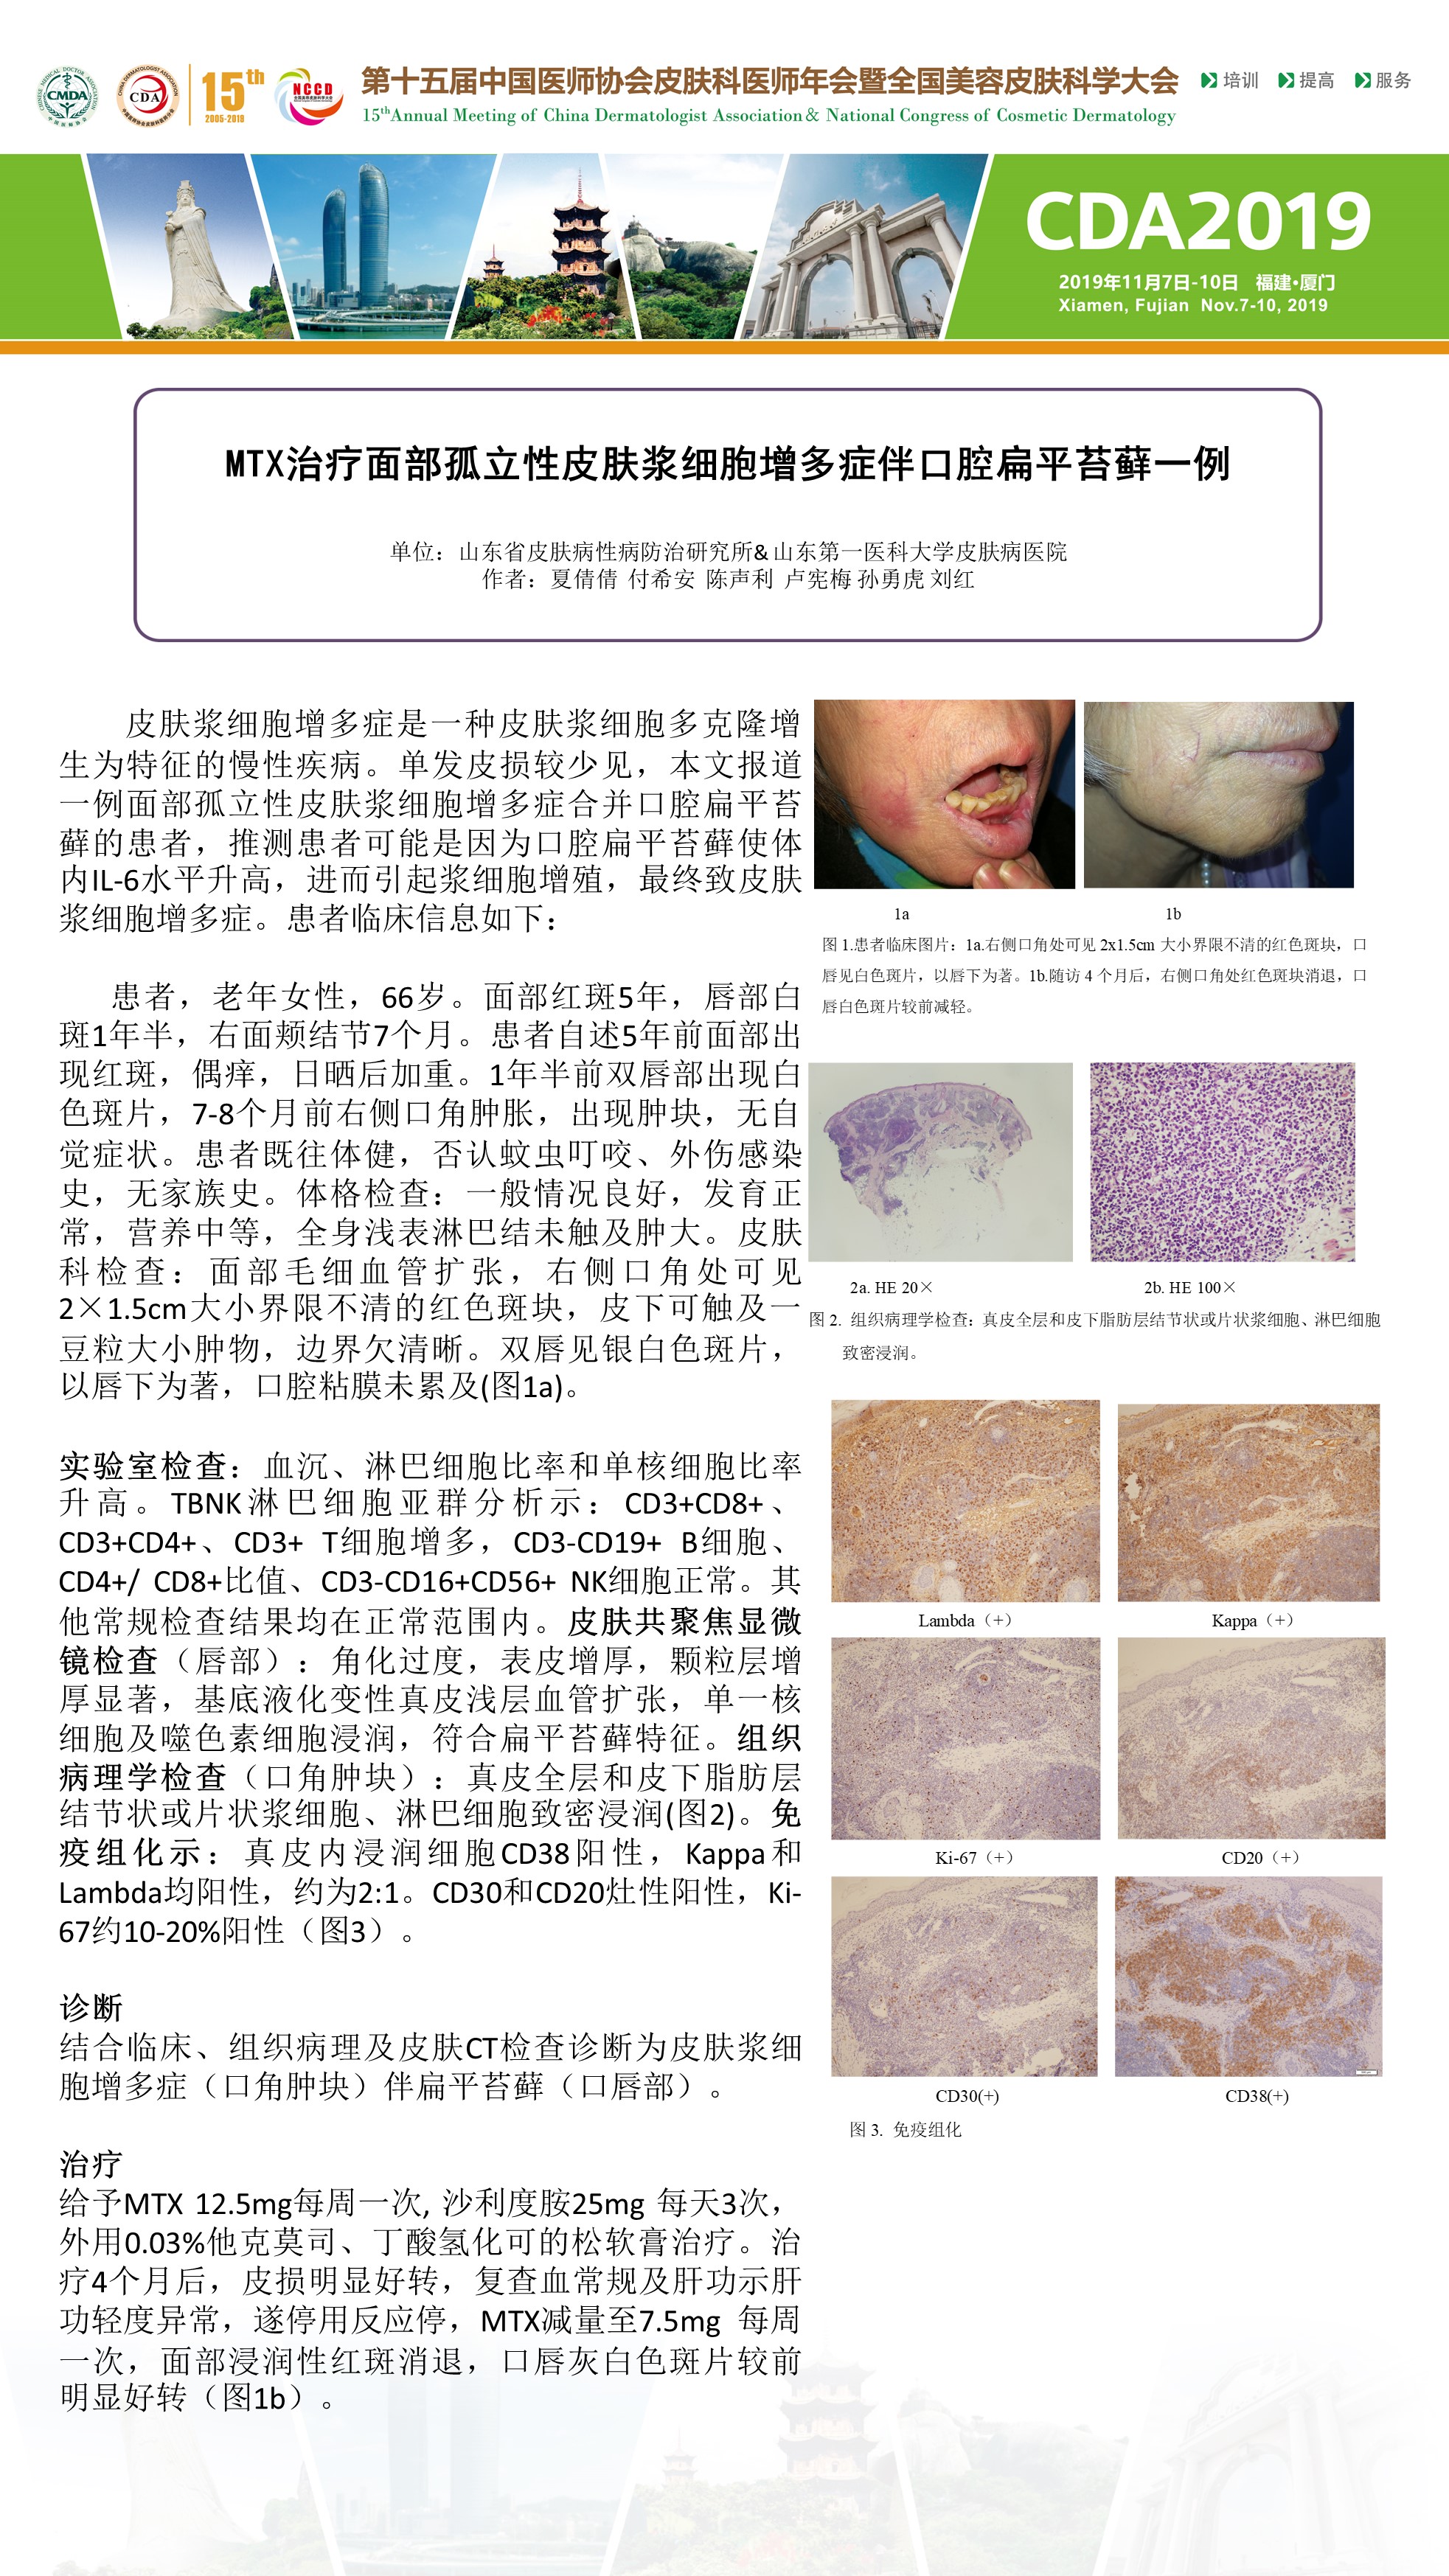 CMDA
CDA
15th
2005-2019
NCCD
第十五届中国医师协会皮肤科医师年会暨全国美容皮肤科学大会
15thAnnual Meeting of China Dermatologist Association & National Congress of Cosmetic Dermatology
培训 提高 服务
CDA2019
2019年11月7日-10日 福建·厦门
Xiamen, Fujian Nov.7-10, 2019
MTX治疗面部孤立性皮肤浆细胞增多症伴口腔扁平苔藓一例
单位：山东省皮肤病性病防治研究所&山东第一医科大学皮肤病医院
作者：夏倩倩 付希安 陈声利 卢宪梅 孙勇虎 刘红
皮肤浆细胞增多症是一种皮肤浆细胞多克隆增
生为特征的慢性疾病。单发皮损较少见，本文报道
一例面部孤立性皮肤浆细胞增多症合并口腔扁平苔
藓的患者，推测患者可能是因为口腔扁平苔藓使体
内IL-6水平升高，进而引起浆细胞增殖，最终致皮肤
浆细胞增多症。患者临床信息如下：
患者，老年女性，66岁。面部红斑5年，唇部白
斑1年半，右面颊结节7个月。患者自述5年前面部出
现红斑，偶痒，日晒后加重。1年半前双唇部出现白
色斑片，7-8个月前右侧口角肿胀，出现肿块，无自
觉症状。患者既往体健，否认蚊虫叮咬、外伤感染
史，无家族史。体格检查：一般情况良好，发育正
常，营养中等，全身浅表淋巴结未触及肿大。皮肤
科检查：面部毛细血管扩张，右侧口角处可见
2×1.5cm大小界限不清的红色斑块，皮下可触及一
豆粒大小肿物，边界欠清晰。双唇见银白色斑片，
以唇下为著，口腔粘膜未累及(图1a)。
实验室检查：血沉、淋巴细胞比率和单核细胞比率
升高。TBNK淋巴细胞亚群分析示：CD3+CD8+、
CD3+CD4+、CD3+ T细胞增多，CD3-CD19+ B细胞、
CD4+/ CD8+比值、CD3-CD16+CD56+ NK细胞正常。其
他常规检查结果均在正常范围内。皮肤共聚焦显微
镜检查（唇部）：角化过度，表皮增厚，颗粒层增
厚显著，基底液化变性真皮浅层血管扩张，单一核
细胞及噬色素细胞浸润，符合扁平苔藓特征。组织
病理学检查（口角肿块）：真皮全层和皮下脂肪层
结节状或片状浆细胞、淋巴细胞致密浸润(图2)。免
疫组化示：真皮内浸润细胞CD38阳性，Kappa和
Lambda均阳性，约为2:1。CD30和CD20灶性阳性，Ki-
67约10-20%阳性（图3）。
诊断
结合临床、组织病理及皮肤CT检查诊断为皮肤浆细
胞增多症（口角肿块）伴扁平苔藓（口唇部）。
治疗
给予MTX 12.5mg每周一次, 沙利度胺25mg 每天3次，
外用0.03%他克莫司、丁酸氢化可的松软膏治疗。治
疗4个月后，皮损明显好转，复查血常规及肝功示肝
功轻度异常，遂停用反应停，MTX减量至7.5mg 每周
一次，面部浸润性红斑消退，口唇灰白色斑片较前
明显好转（图1b）。
1a 1b
图 1.患者临床图片：1a.右侧口角处可见 2x1.5cm 大小界限不清的红色斑块，口
唇见白色斑片，以唇下为著。1b.随访 4 个月后，右侧口角处红色斑块消退，口
唇白色斑片较前减轻。
2a. HE 20× 2b. HE 100×
图 2. 组织病理学检查：真皮全层和皮下脂肪层结节状或片状浆细胞、淋巴细胞
致密浸润。
Lambda（+） Kappa（+）
Ki-67（+） CD20（+）
CD30(+) CD38(+)
图 3. 免疫组化